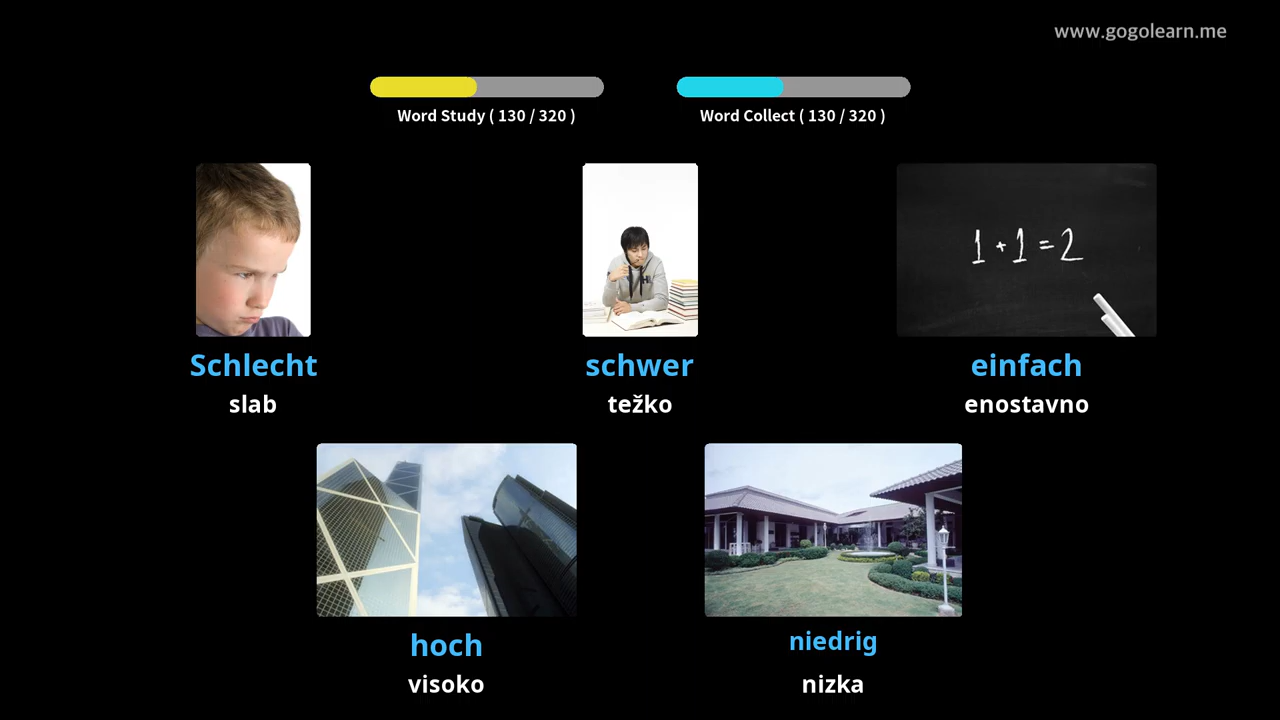 www.gogolearn.me
Word Study ( 130 / 320 )
Word Collect ( 130 / 320 )
1 + 1 = 2
Schlecht
slab
schwer
težko
einfach
enostavno
hoch
visoko
niedrig
nizka